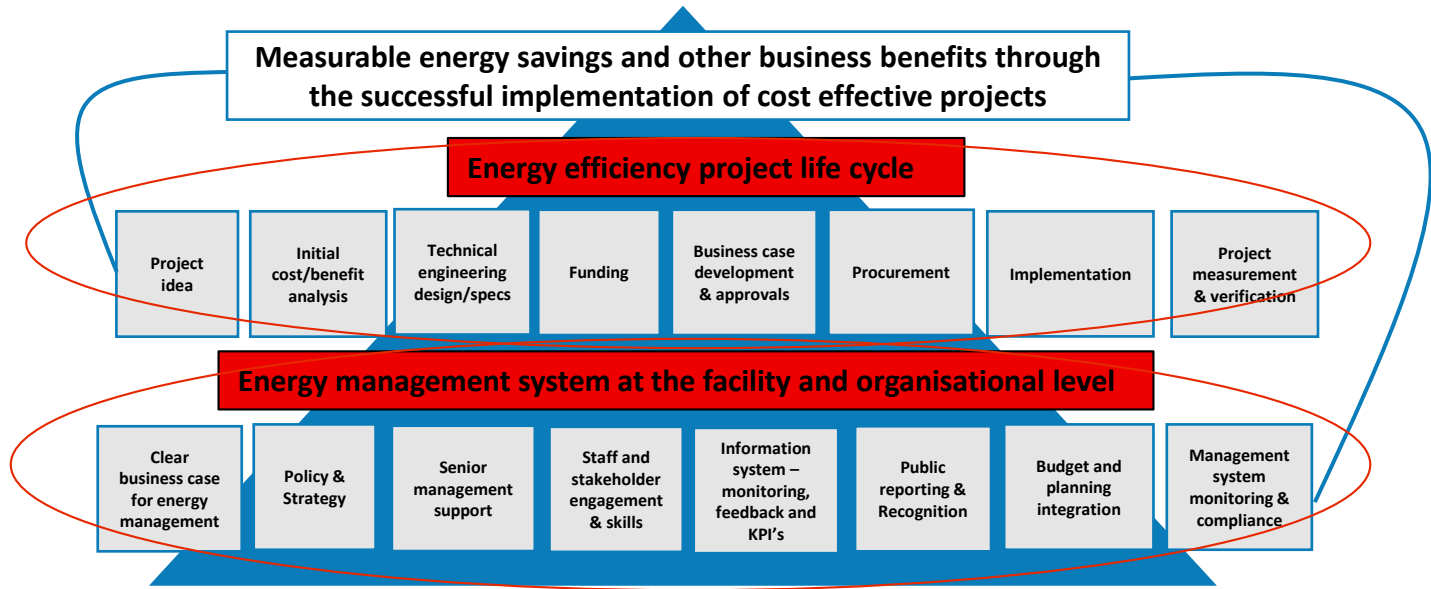 Measurable energy savings and other business benefits through
the successful implementation of cost effective projects
Energy efficiency project life cycle
Project
idea
Initial
cost/benefit
analysis
Technical
engineering
design/specs
Funding
Business case
development
& approvals
Procurement
Implementation
Project
measurement
& verification
Energy management system at the facility and organisational level
Clear
business case
for energy
management
Policy &
Strategy
Senior
management
support
Staff and
stakeholder
engagement
& skills
Information
system –
monitoring,
feedback and
KPI's
Public
reporting &
Recognition
Budget and
planning
integration
Management
system
monitoring &
compliance